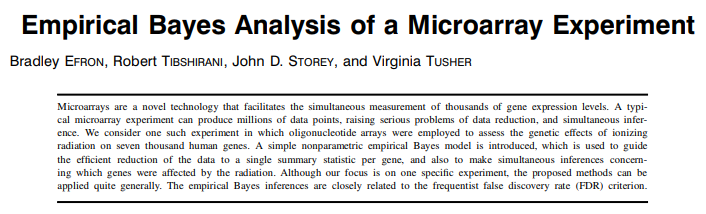 Empirical Bayes Analysis of a Microarray Experiment
Bradley EFRON, Robert TIBSHIRANI, John D. STOREY, and Virginia TUSHER
Microarrays are a novel technology that facilitates the simultaneous measurement of thousands of gene expression levels. A typi-
cal microarray experiment can produce millions of data points, raising serious problems of data reduction, and simultaneous infer-
ence. We consider one such experiment in which oligonucleotide arrays were employed to assess the genetic effects of ionizing
radiation on seven thousand human genes. A simple nonparametric empirical Bayes model is introduced, which is used to guide
the efficient reduction of the data to a single summary statistic per gene, and also to make simultaneous inferences concern-
ing which genes were affected by the radiation. Although our focus is on one specific experiment, the proposed methods can be
applied quite generally. The empirical Bayes inferences are closely related to the frequentist false discovery rate (FDR) criterion.